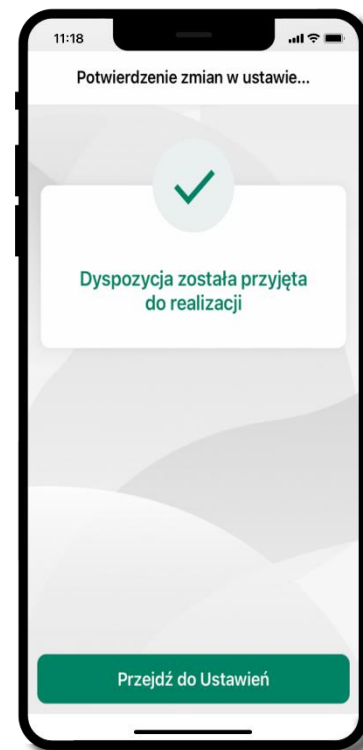 11:18
Potwierdzenie zmian w ustawie...
Dyspozycja została przyjęta
do realizacji
Przejdź do Ustawień